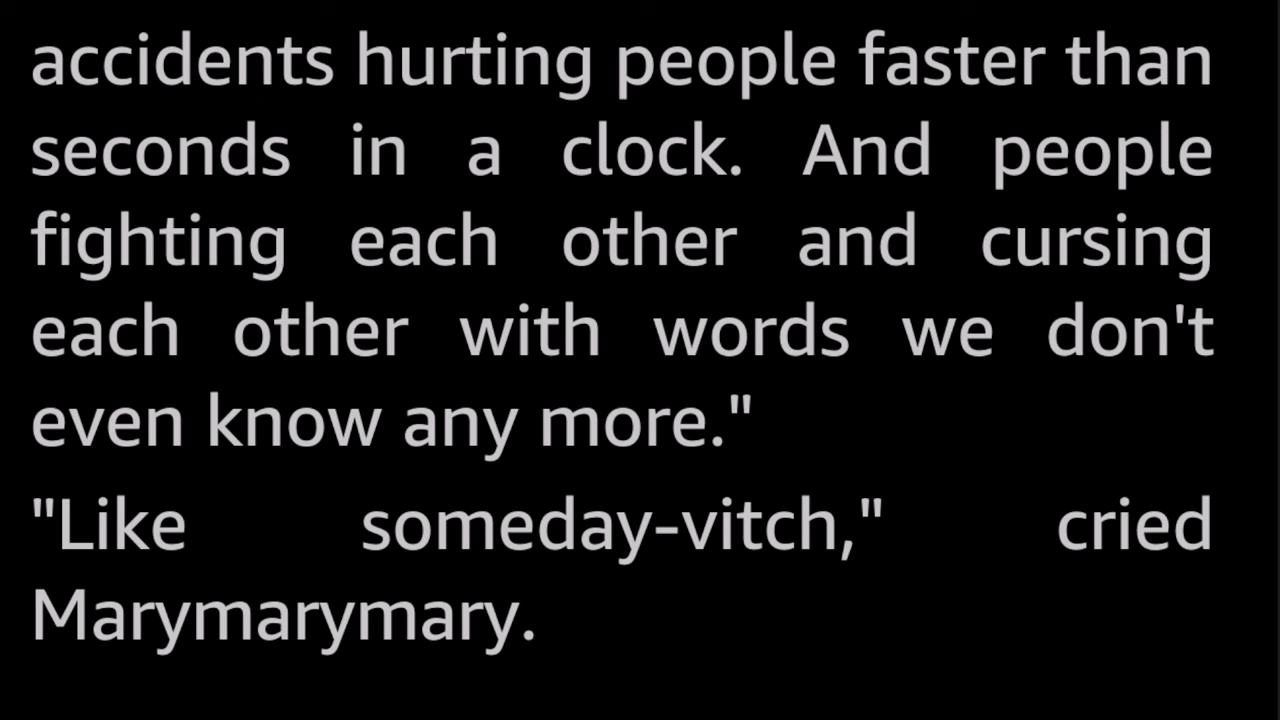 accidents hurting people faster than
seconds in a clock. And people
fighting each other and cursing
each other with words we don't
even know any more."
"Like someday-vitch," cried
Marymarymary.